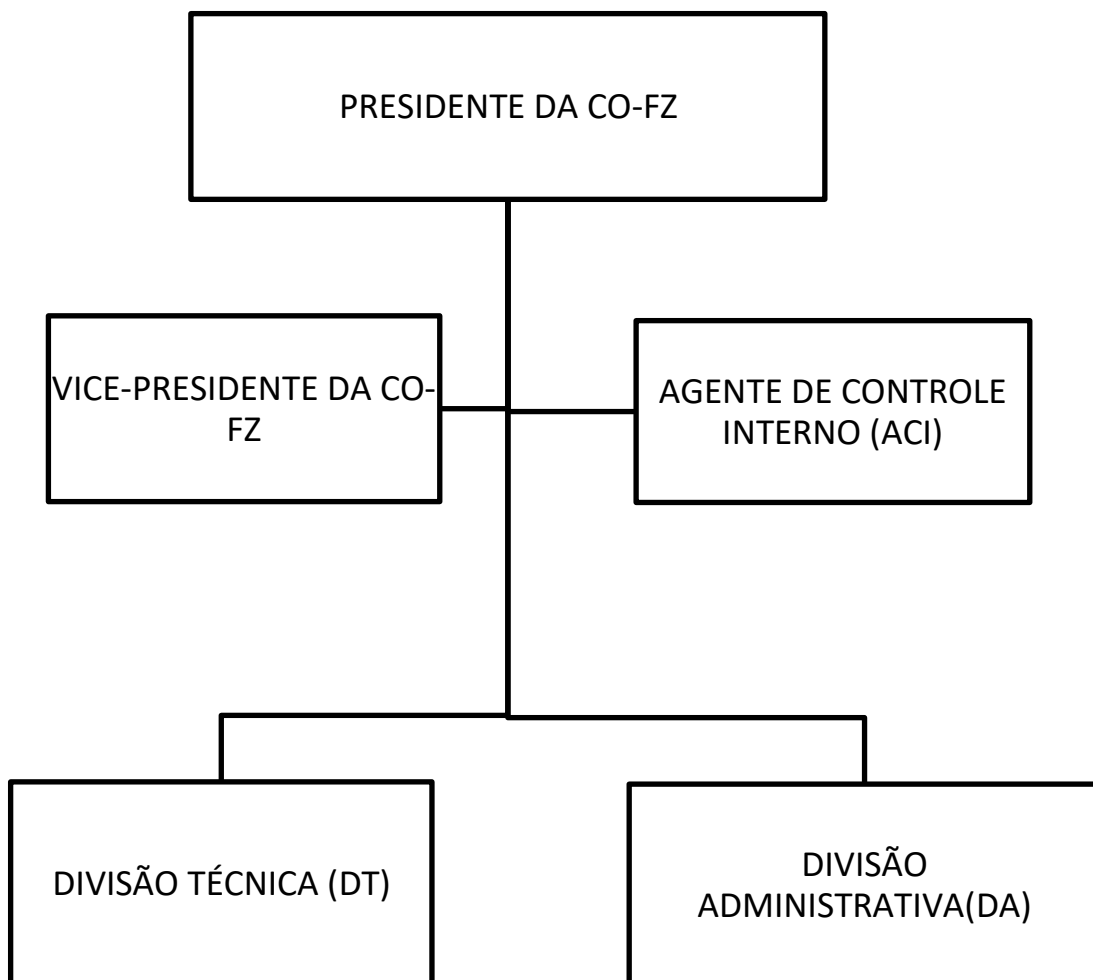 PRESIDENTE DA CO-FZ
VICE-PRESIDENTE DA CO-
FZ
AGENTE DE CONTROLE
INTERNO (ACI)
DIVISÃO TÉCNICA (DT)
DIVISÃO
ADMINISTRATIVA(DA)